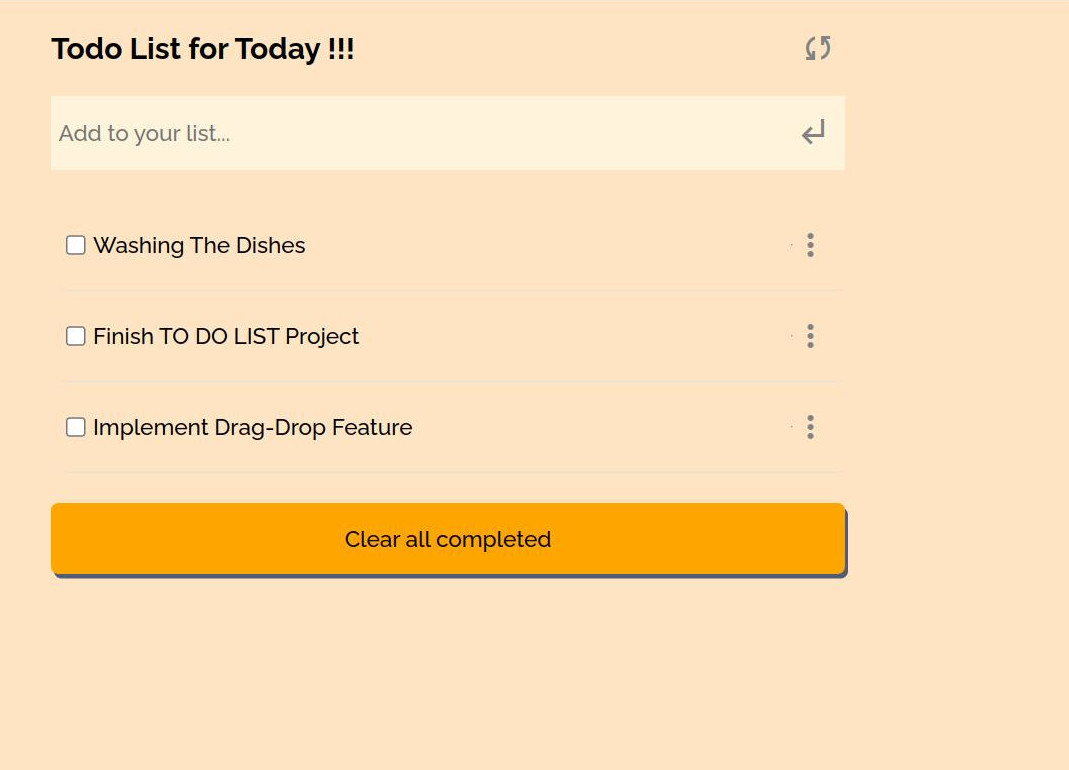 Todo List for Today !!!
Add to your list...
Washing The Dishes
Finish TO DO LIST Project
Implement Drag-Drop Feature
Clear all completed